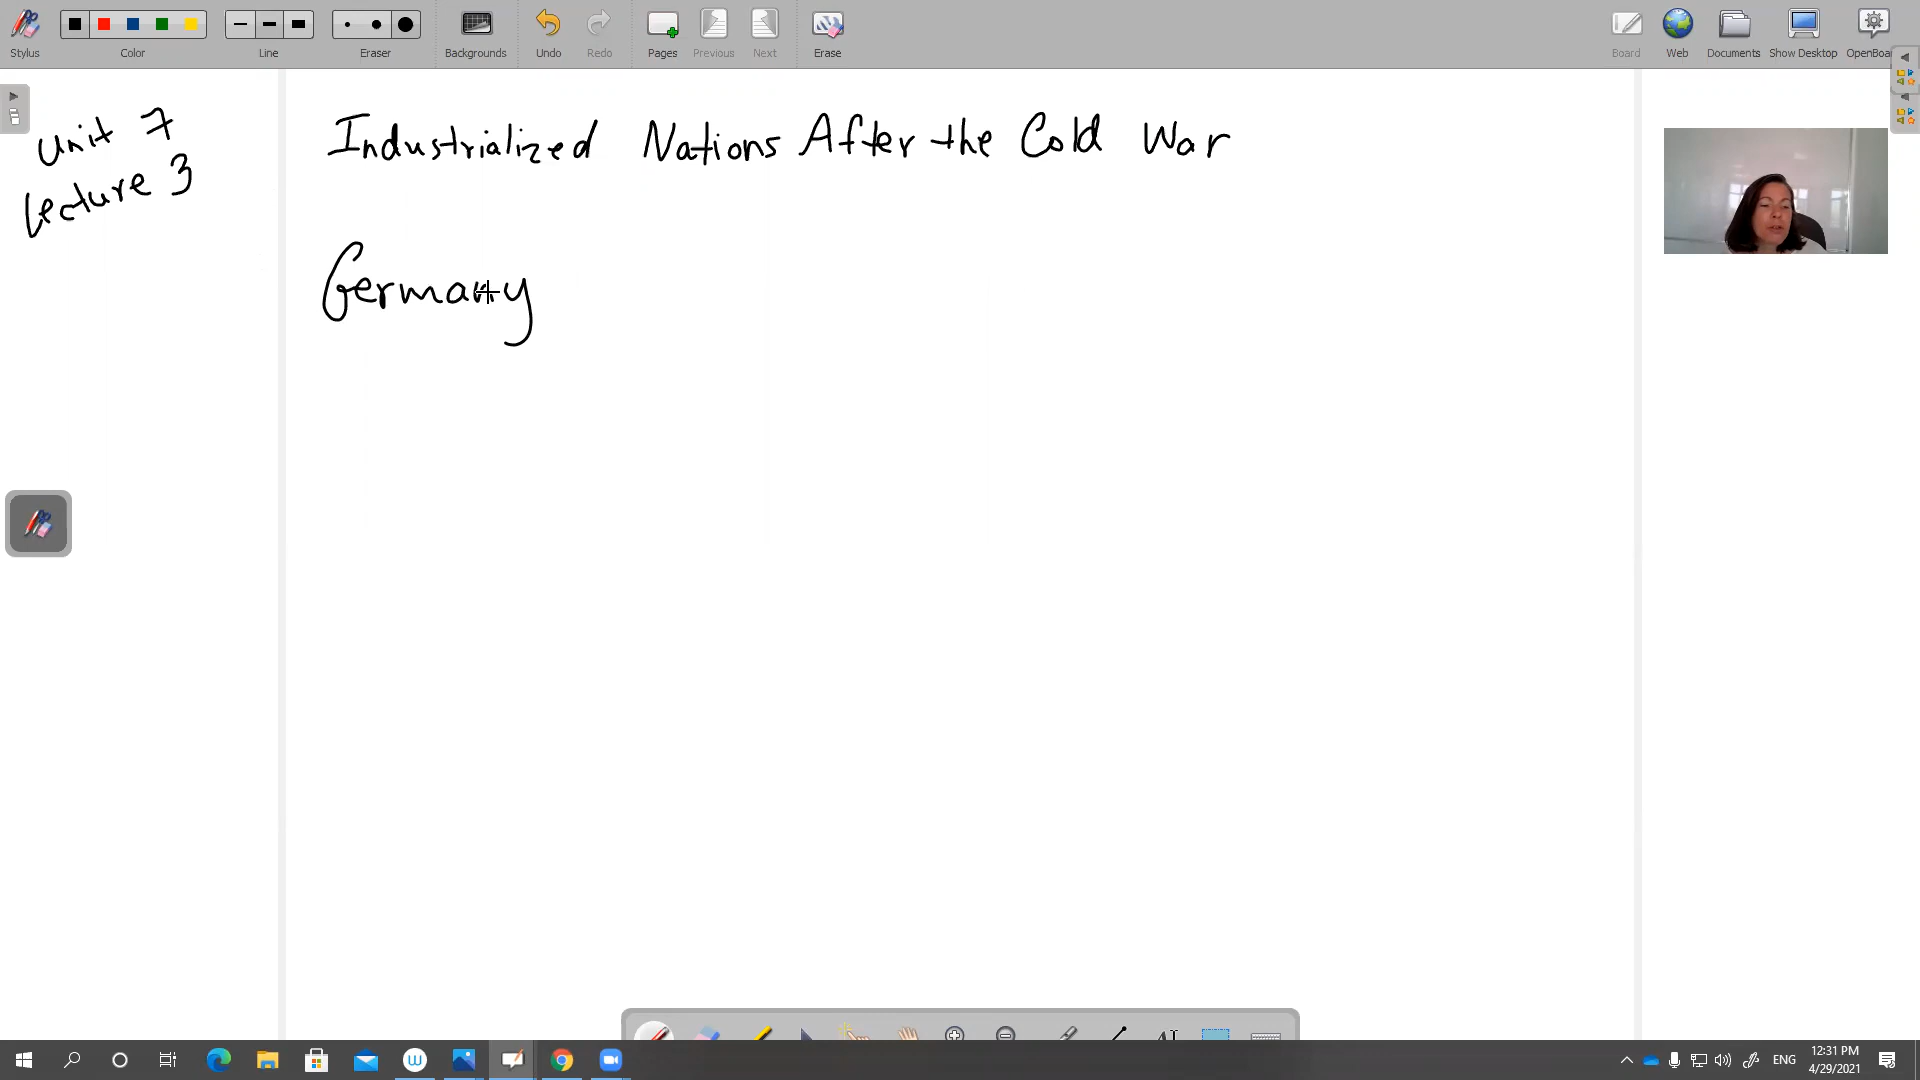 Stylus
Color
Line
Eraser
Backgrounds
Undo
Redo
Pages
Previous
Next
Erase
Board
Web
Documents
Show Desktop
OpenBoa
Unit 7
Lecture 3
Industrialized Nations After the Cold War
Germany
ENG
12:31 PM
4/29/2021